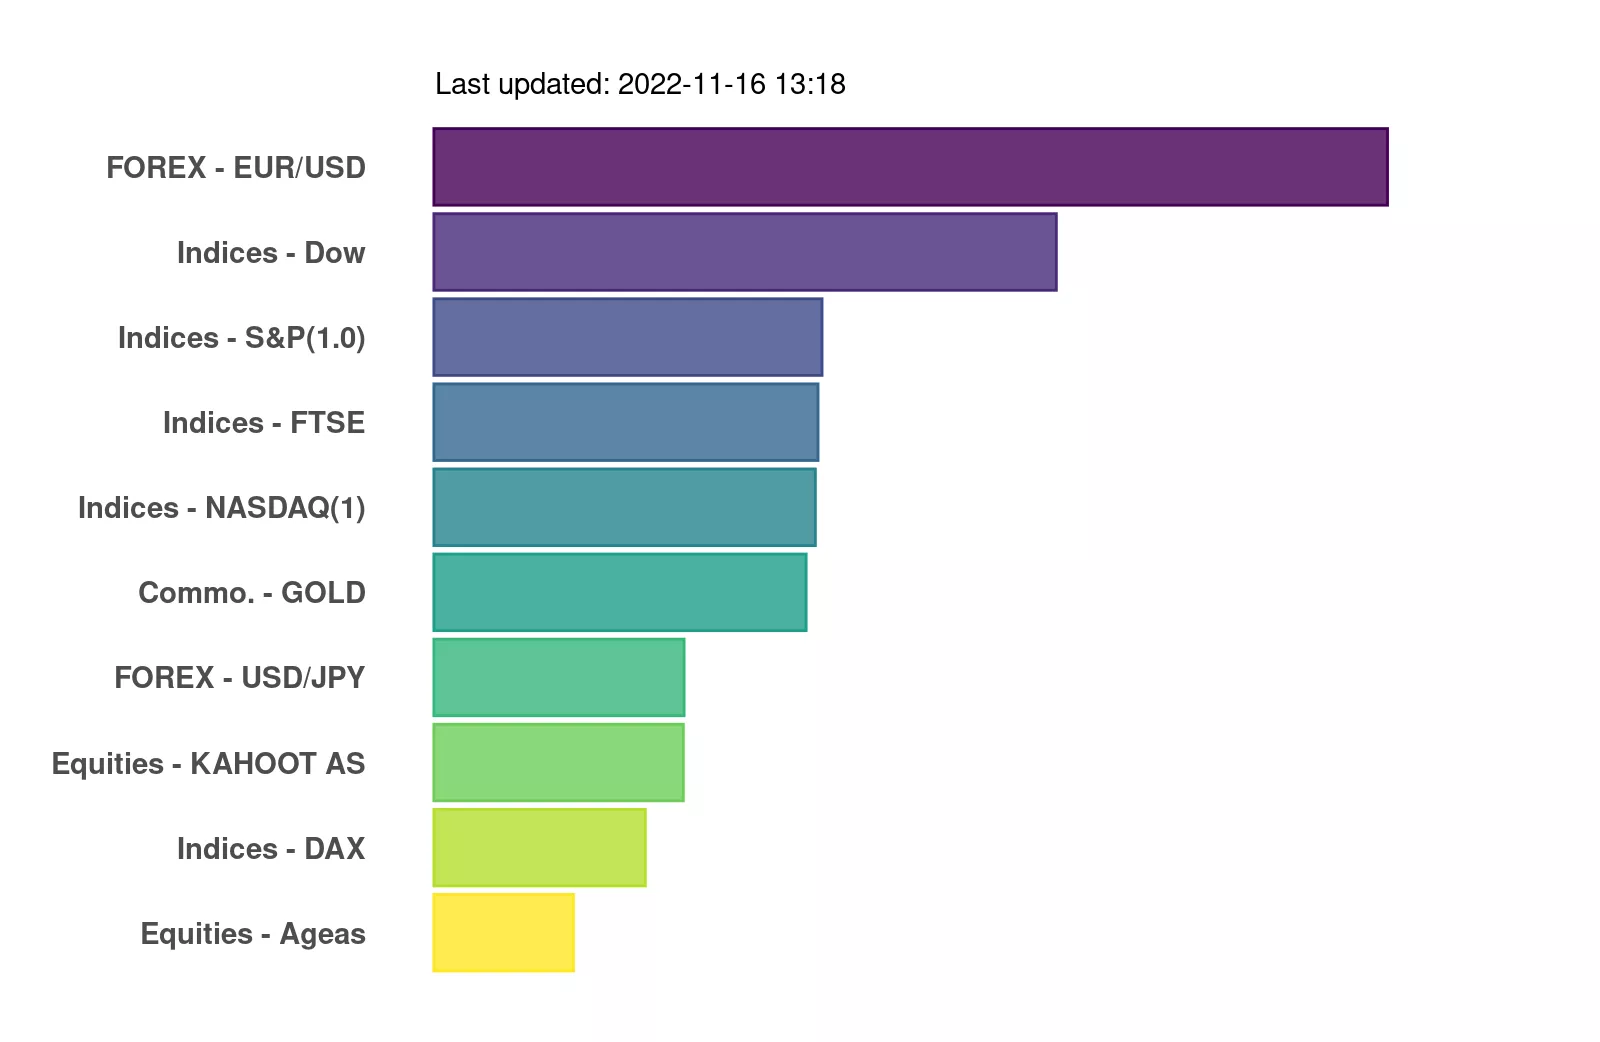 Last updated: 2022-11-16 13:18
FOREX - EUR/USD
Indices - Dow
Indices - S&P(1.0)
Indices - FTSE
Indices - NASDAQ(1)
Commo. - GOLD
FOREX - USD/JPY
Equities - KAHOOT AS
Indices - DAX
Equities - Ageas